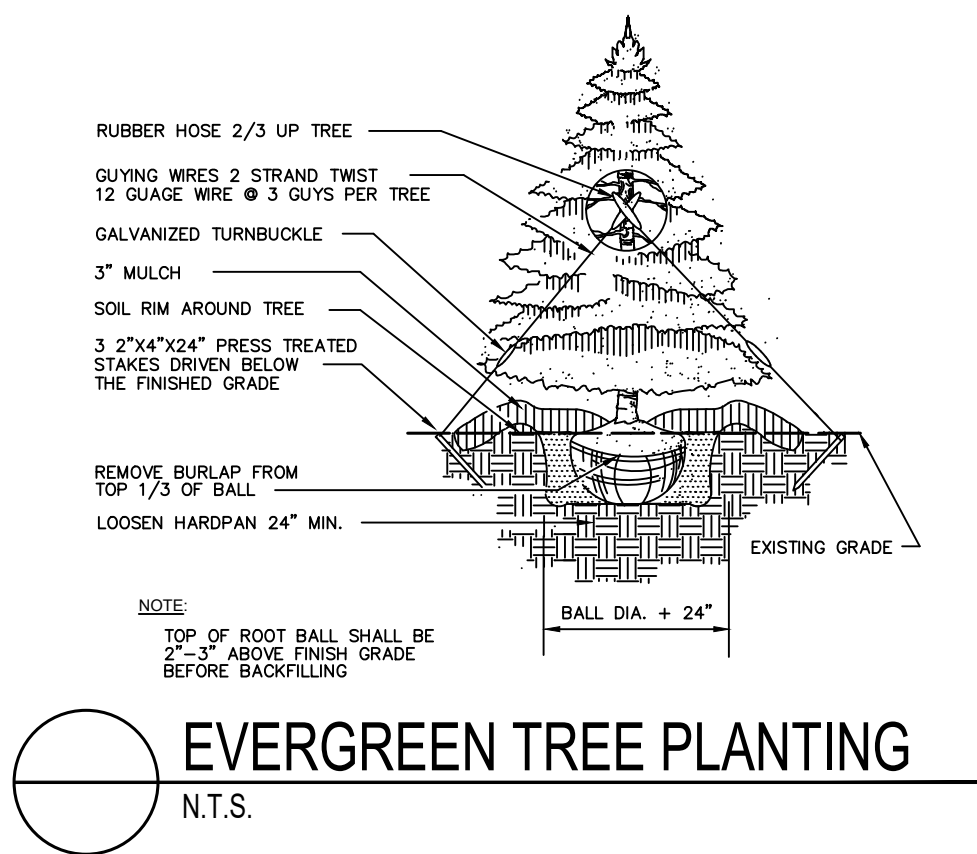 RUBBER HOSE 2/3 UP TREE
GUYING WIRES 2 STRAND TWIST
12 GUAGE WIRE @ 3 GUYS PER TREE
GALVANIZED TURNBUCKLE
3" MULCH
SOIL RIM AROUND TREE
3 2"X4"X24" PRESS TREATED
STAKES DRIVEN BELOW
THE FINISHED GRADE
REMOVE BURLAP FROM
TOP 1/3 OF BALL
LOOSEN HARDPAN 24" MIN.
EXISTING GRADE
BALL DIA. + 24"
NOTE:
TOP OF ROOT BALL SHALL BE
2"-3" ABOVE FINISH GRADE
BEFORE BACKFILLING
EVERGREEN TREE PLANTING
N.T.S.